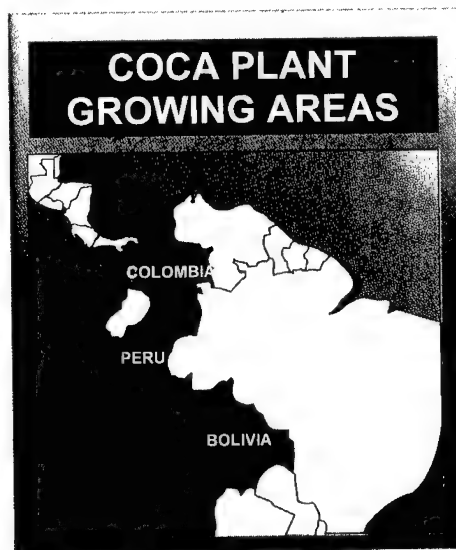 COCA PLANT
GROWING AREAS
COLOMBIA
PERU
BOLIVIA